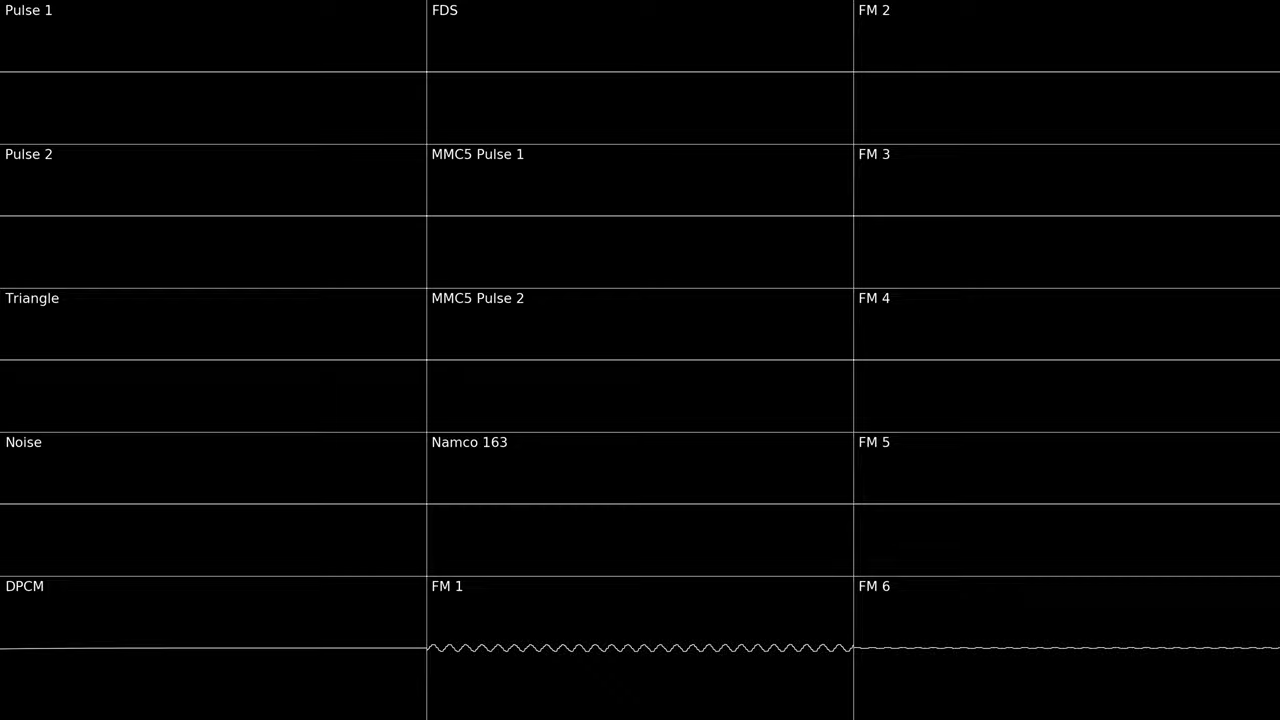 Pulse 1
Pulse 2
Triangle
Noise
DPCM
FDS
MMC5 Pulse 1
MMC5 Pulse 2
Namco 163
FM 1
FM 2
FM 3
FM 4
FM 5
FM 6